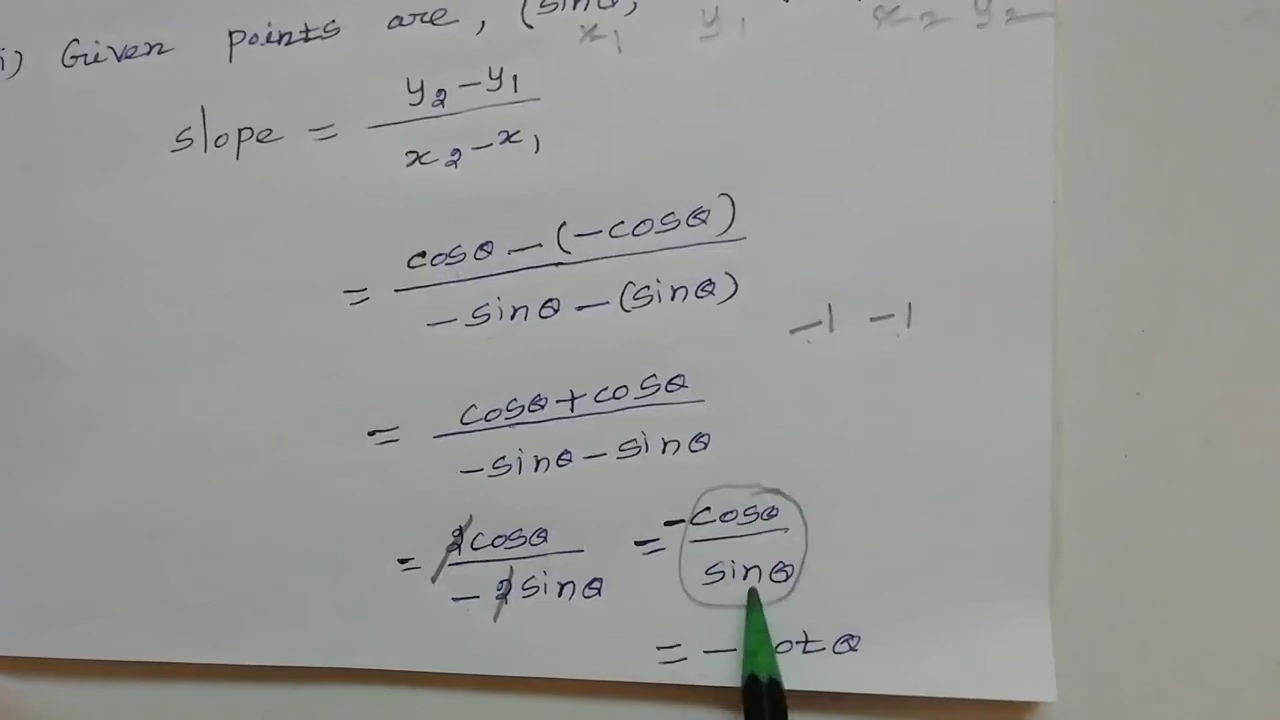 i) Given points are, (sinθ,
x₁ y₁ x₂ y₂
slope = y₂ - y₁ / x₂ - x₁
= cosθ - (-cosθ) / -sinθ - (sinθ)
-1 -1
= cosθ + cosθ / -sinθ - sinθ
= 2cosθ / -2sinθ = -cosθ / sinθ
= - otθ